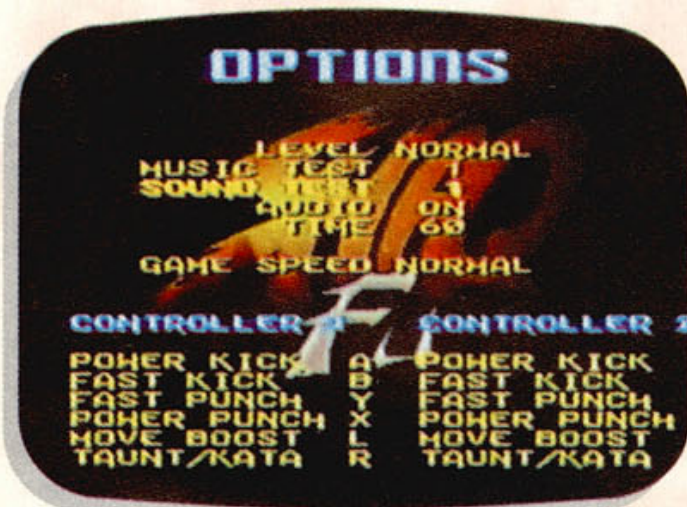 OPTIONS
LEVEL NORMAL
MUSIC TEST 1
SOUND TEST 1
AUDIO ON
TIME 60
GAME SPEED NORMAL
CONTROLLER CONTROLLER
POWER KICK A POWER KICK
FAST KICK B FAST KICK
FAST PUNCH Y FAST PUNCH
POWER PUNCH X POWER PUNCH
MOVE BOOST L MOVE BOOST
TAUNT/KATA R TAUNT/KATA